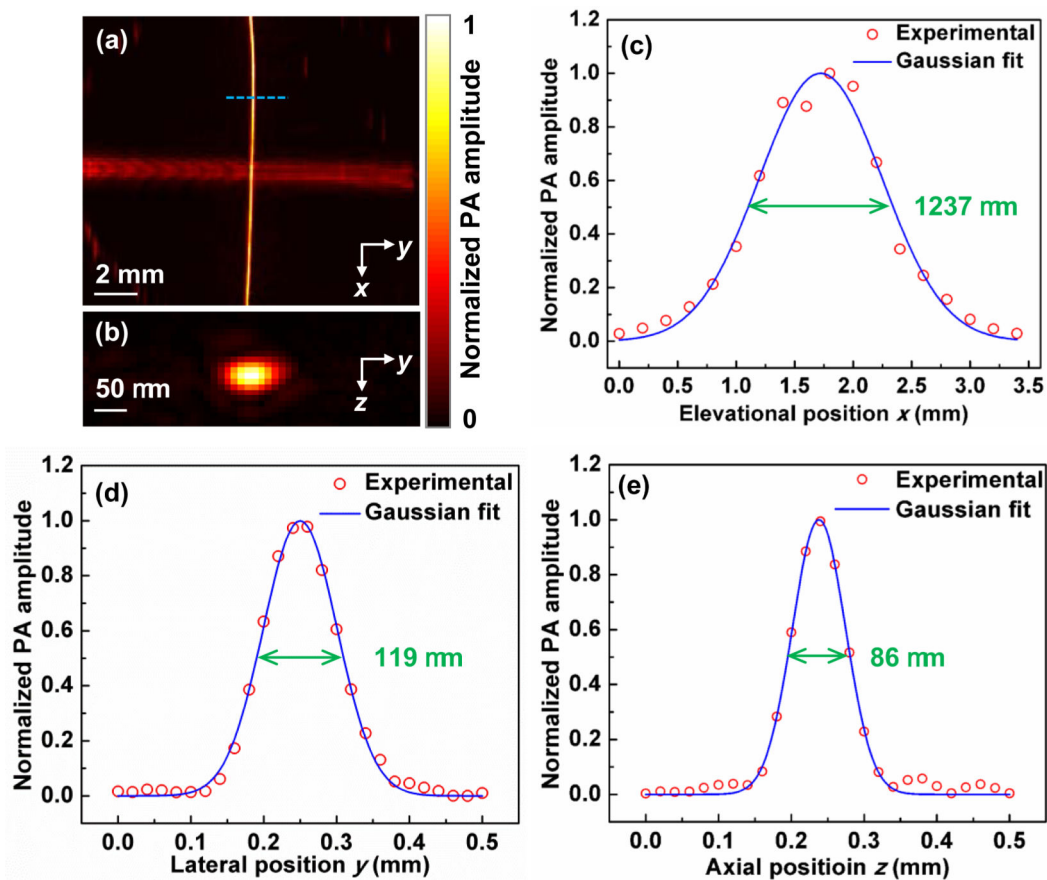 (a)
2 mm
y
x
1
Normalized PA amplitude
0
(b)
50 mm
y
z
(c)
Experimental
Gaussian fit
1237 mm
Normalized PA amplitude
1.2
1.0
0.8
0.6
0.4
0.2
0.0
0.0 0.5 1.0 1.5 2.0 2.5 3.0 3.5
Elevational position x (mm)
(d)
Experimental
Gaussian fit
119 mm
Normalized PA amplitude
1.2
1.0
0.8
0.6
0.4
0.2
0.0
0.0 0.1 0.2 0.3 0.4 0.5
Lateral position y (mm)
(e)
Experimental
Gaussian fit
86 mm
Normalized PA amplitude
1.2
1.0
0.8
0.6
0.4
0.2
0.0
0.0 0.1 0.2 0.3 0.4 0.5
Axial positioin z (mm)